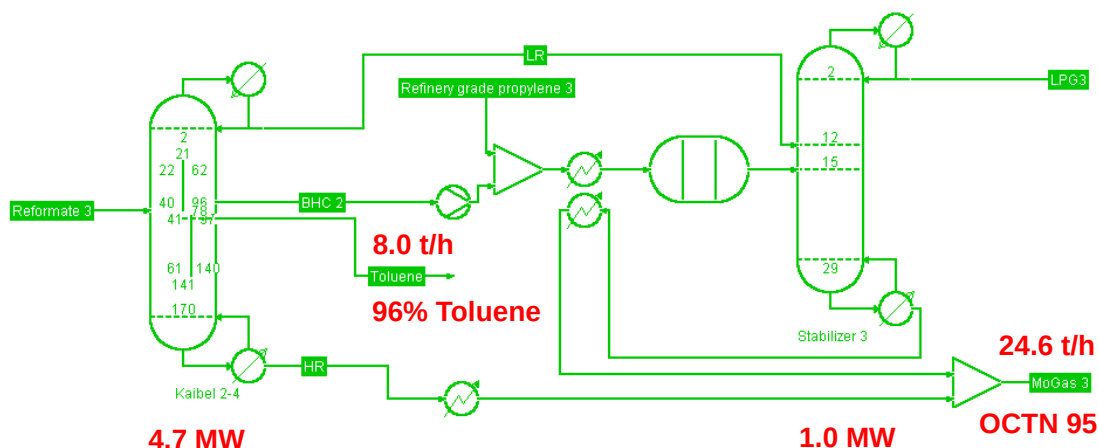 LR
Refinery grade propylene 3
2
LPG3
2
21
22 62
12
15
40 96
78
41 97
Reformate 3
BHC 2
8.0 t/h
Toluene
96% Toluene
61 140
141
170
29
Stabilizer 3
24.6 t/h
HR
MoGas 3
Kaibel 2-4
OCTN 95
4.7 MW
1.0 MW